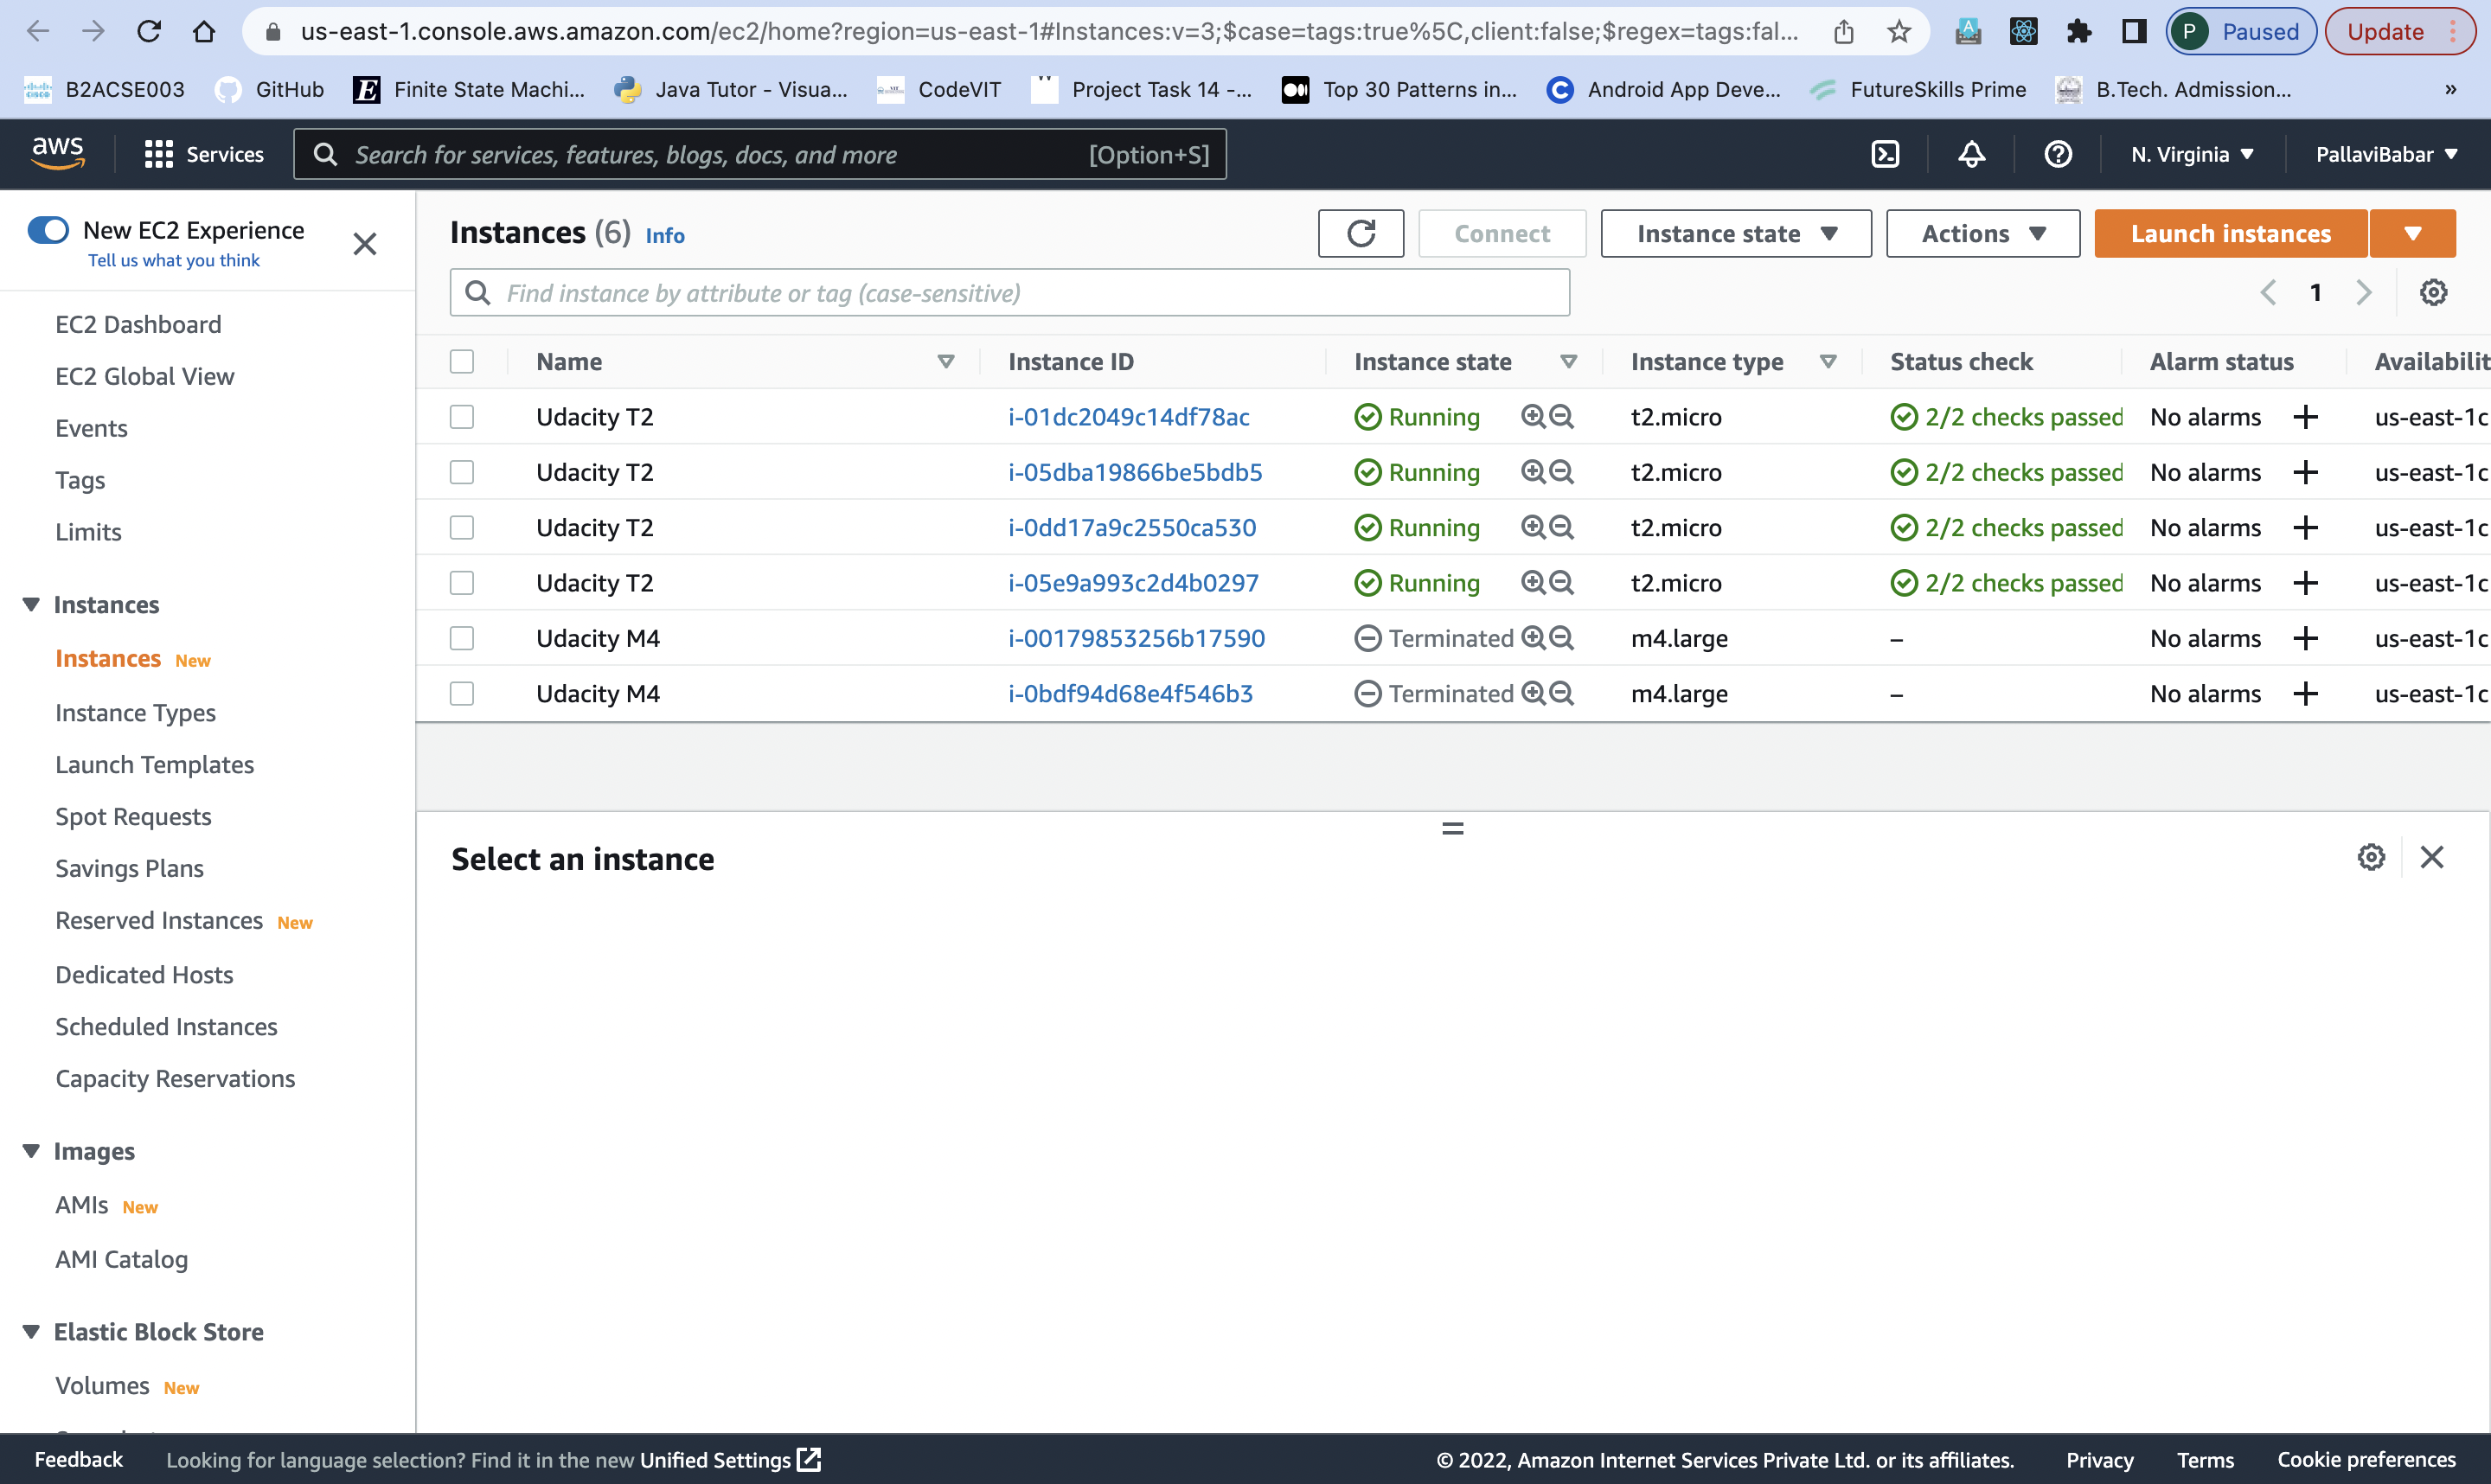 us-east-1.console.aws.amazon.com/ec2/home?region=us-east-1#Instances:v=3;$case=tags:true%5C,client:false;$regex=tags:fal...
P Paused
Update
B2ACSE003 GitHub Finite State Machi... Java Tutor - Visua... CodeVIT Project Task 14 -... Top 30 Patterns in... Android App Deve... FutureSkills Prime B.Tech. Admission... »
aws Services Search for services, features, blogs, docs, and more [Option+S] N. Virginia PallaviBabar
New EC2 Experience
Tell us what you think
EC2 Dashboard
EC2 Global View
Events
Tags
Limits
Instances
Instances New
Instance Types
Launch Templates
Spot Requests
Savings Plans
Reserved Instances New
Dedicated Hosts
Scheduled Instances
Capacity Reservations
Images
AMIs New
AMI Catalog
Elastic Block Store
Volumes New
Instances (6) Info Connect Instance state Actions Launch instances
Find instance by attribute or tag (case-sensitive) 1
Name Instance ID Instance state Instance type Status check Alarm status Availabilit
Udacity T2 i-01dc2049c14df78ac Running t2.micro 2/2 checks passed No alarms + us-east-1c
Udacity T2 i-05dba19866be5bdb5 Running t2.micro 2/2 checks passed No alarms + us-east-1c
Udacity T2 i-0dd17a9c2550ca530 Running t2.micro 2/2 checks passed No alarms + us-east-1c
Udacity T2 i-05e9a993c2d4b0297 Running t2.micro 2/2 checks passed No alarms + us-east-1c
Udacity M4 i-00179853256b17590 Terminated m4.large – No alarms + us-east-1c
Udacity M4 i-0bdf94d68e4f546b3 Terminated m4.large – No alarms + us-east-1c
Select an instance
Feedback Looking for language selection? Find it in the new Unified Settings © 2022, Amazon Internet Services Private Ltd. or its affiliates. Privacy Terms Cookie preferences